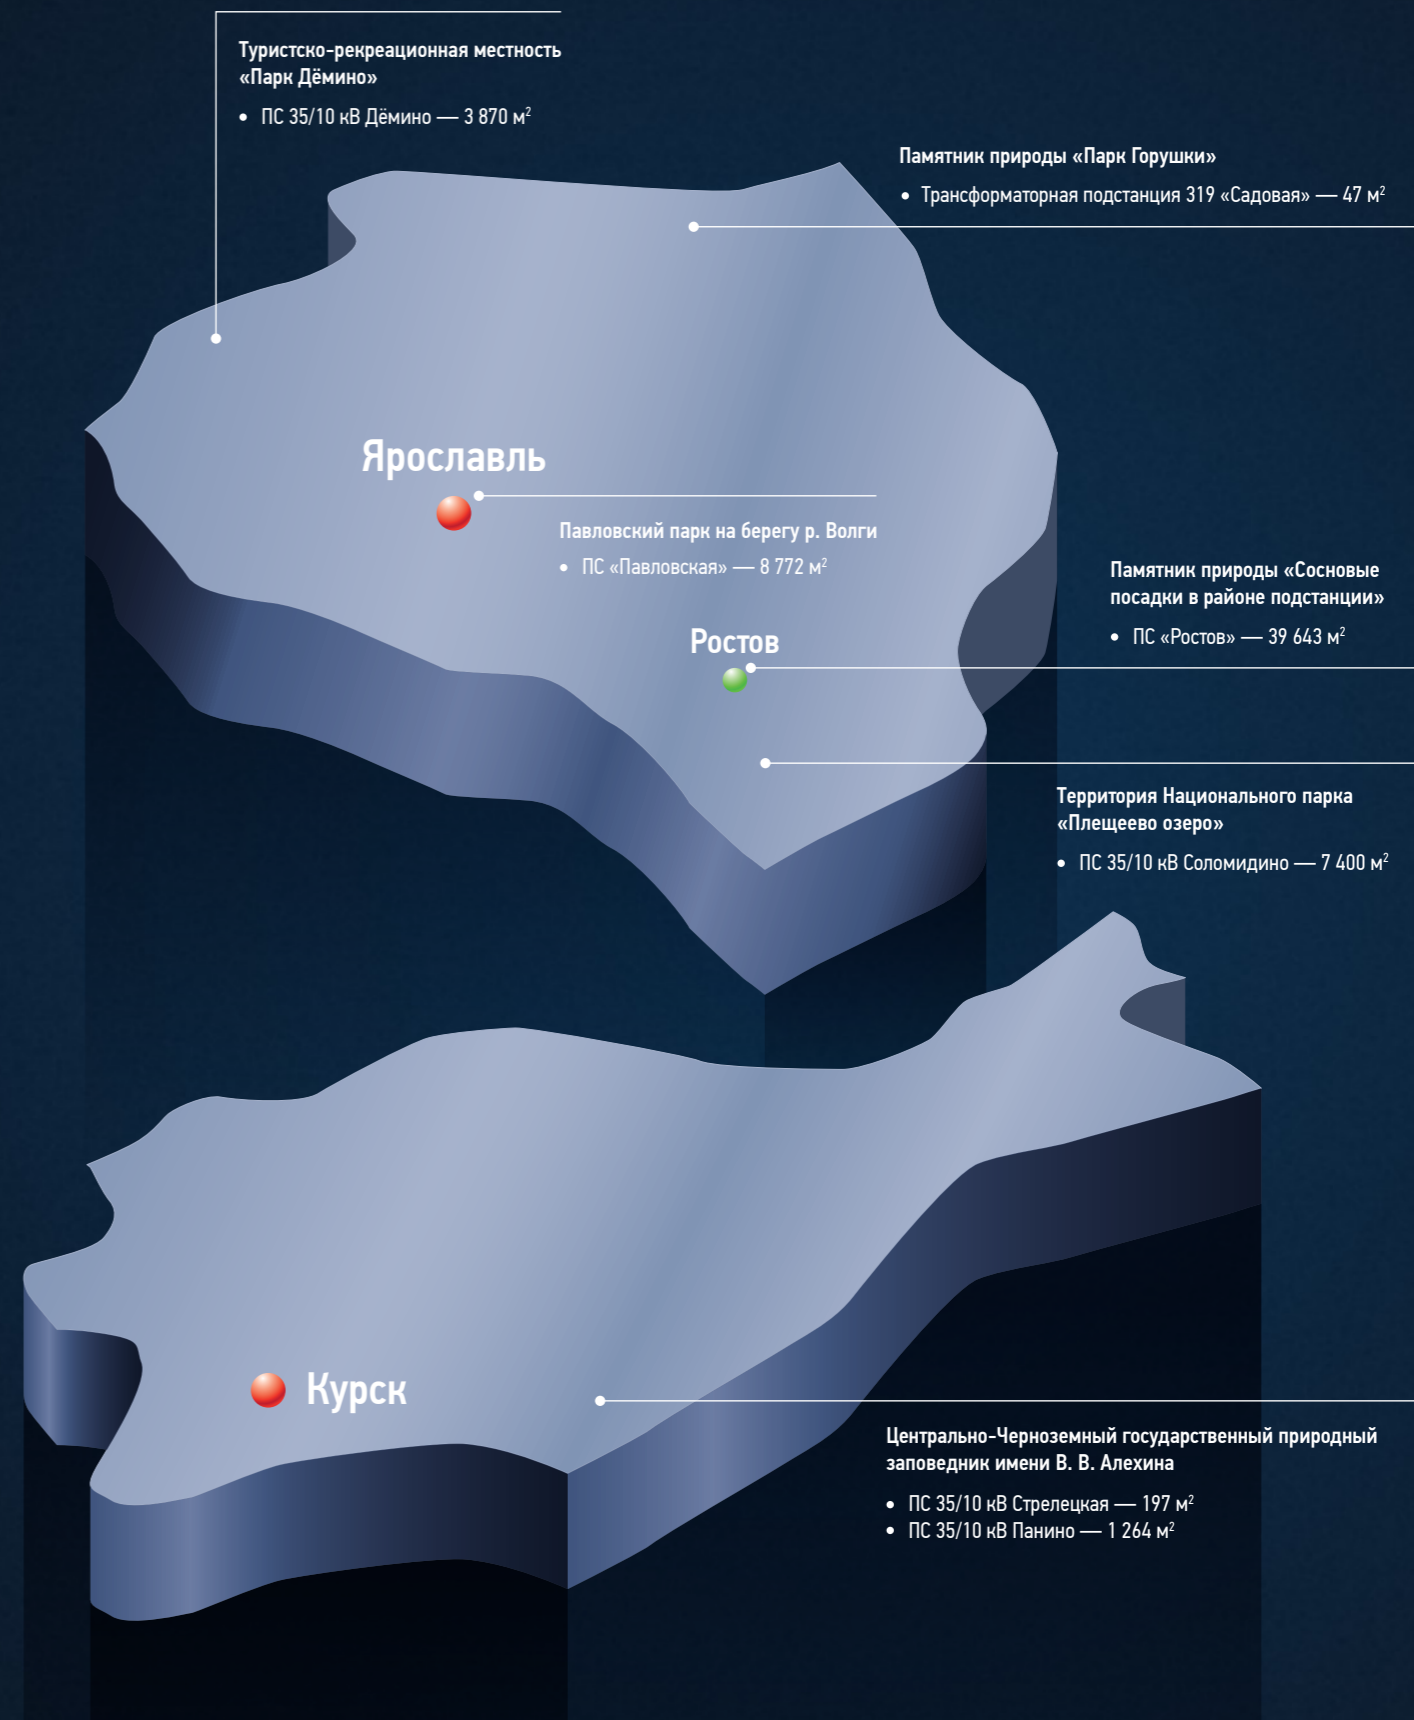 Туристско-рекреационная местность
«Парк Дёмино»
• ПС 35/10 кВ Дёмино — 3 870 м²
Памятник природы «Парк Горушки»
• Трансформаторная подстанция 319 «Садовая» — 47 м²
Ярославль
Павловский парк на берегу р. Волги
• ПС «Павловская» — 8 772 м²
Памятник природы «Сосновые
посадки в районе подстанции»
• ПС «Ростов» — 39 643 м²
Ростов
Территория Национального парка
«Плещеево озеро»
• ПС 35/10 кВ Соломидино — 7 400 м²
Курск
Центрально-Черноземный государственный природный
заповедник имени В. В. Алехина
• ПС 35/10 кВ Стрелецкая — 197 м²
• ПС 35/10 кВ Панино — 1 264 м²